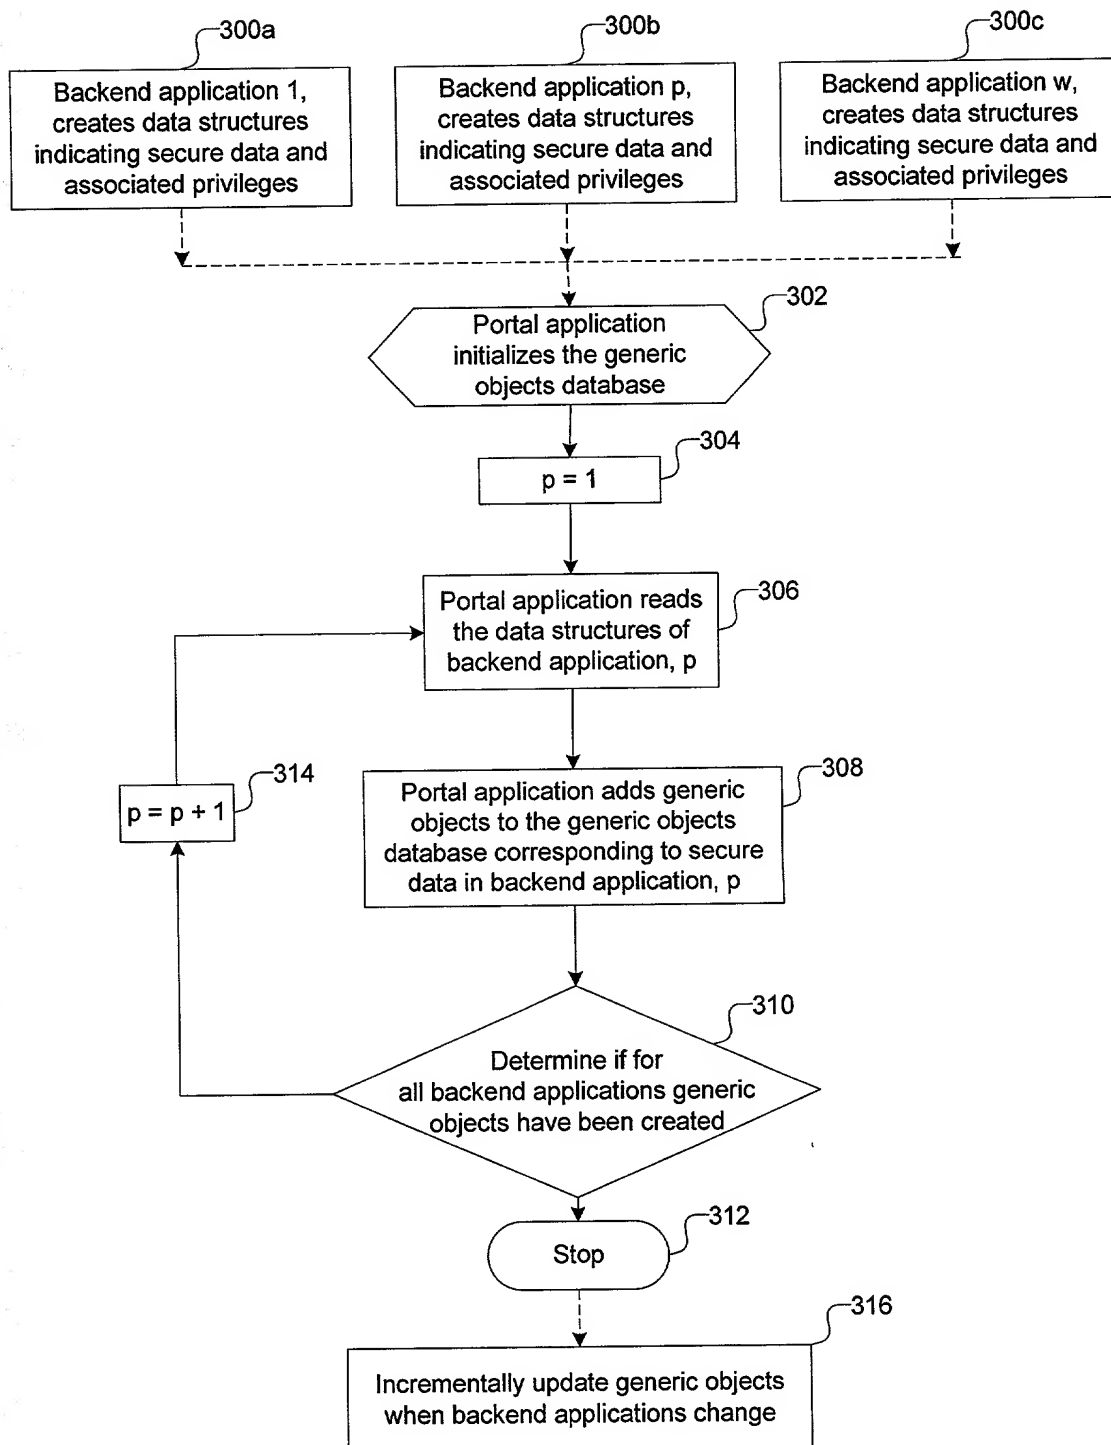 300a
300b
300c
Backend application 1,
creates data structures
indicating secure data and
associated privileges
Backend application p,
creates data structures
indicating secure data and
associated privileges
Backend application w,
creates data structures
indicating secure data and
associated privileges
302
Portal application
initializes the generic
objects database
304
p = 1
306
Portal application reads
the data structures of
backend application, p
314
p = p + 1
308
Portal application adds generic
objects to the generic objects
database corresponding to secure
data in backend application, p
310
Determine if for
all backend applications generic
objects have been created
312
Stop
316
Incrementally update generic objects
when backend applications change